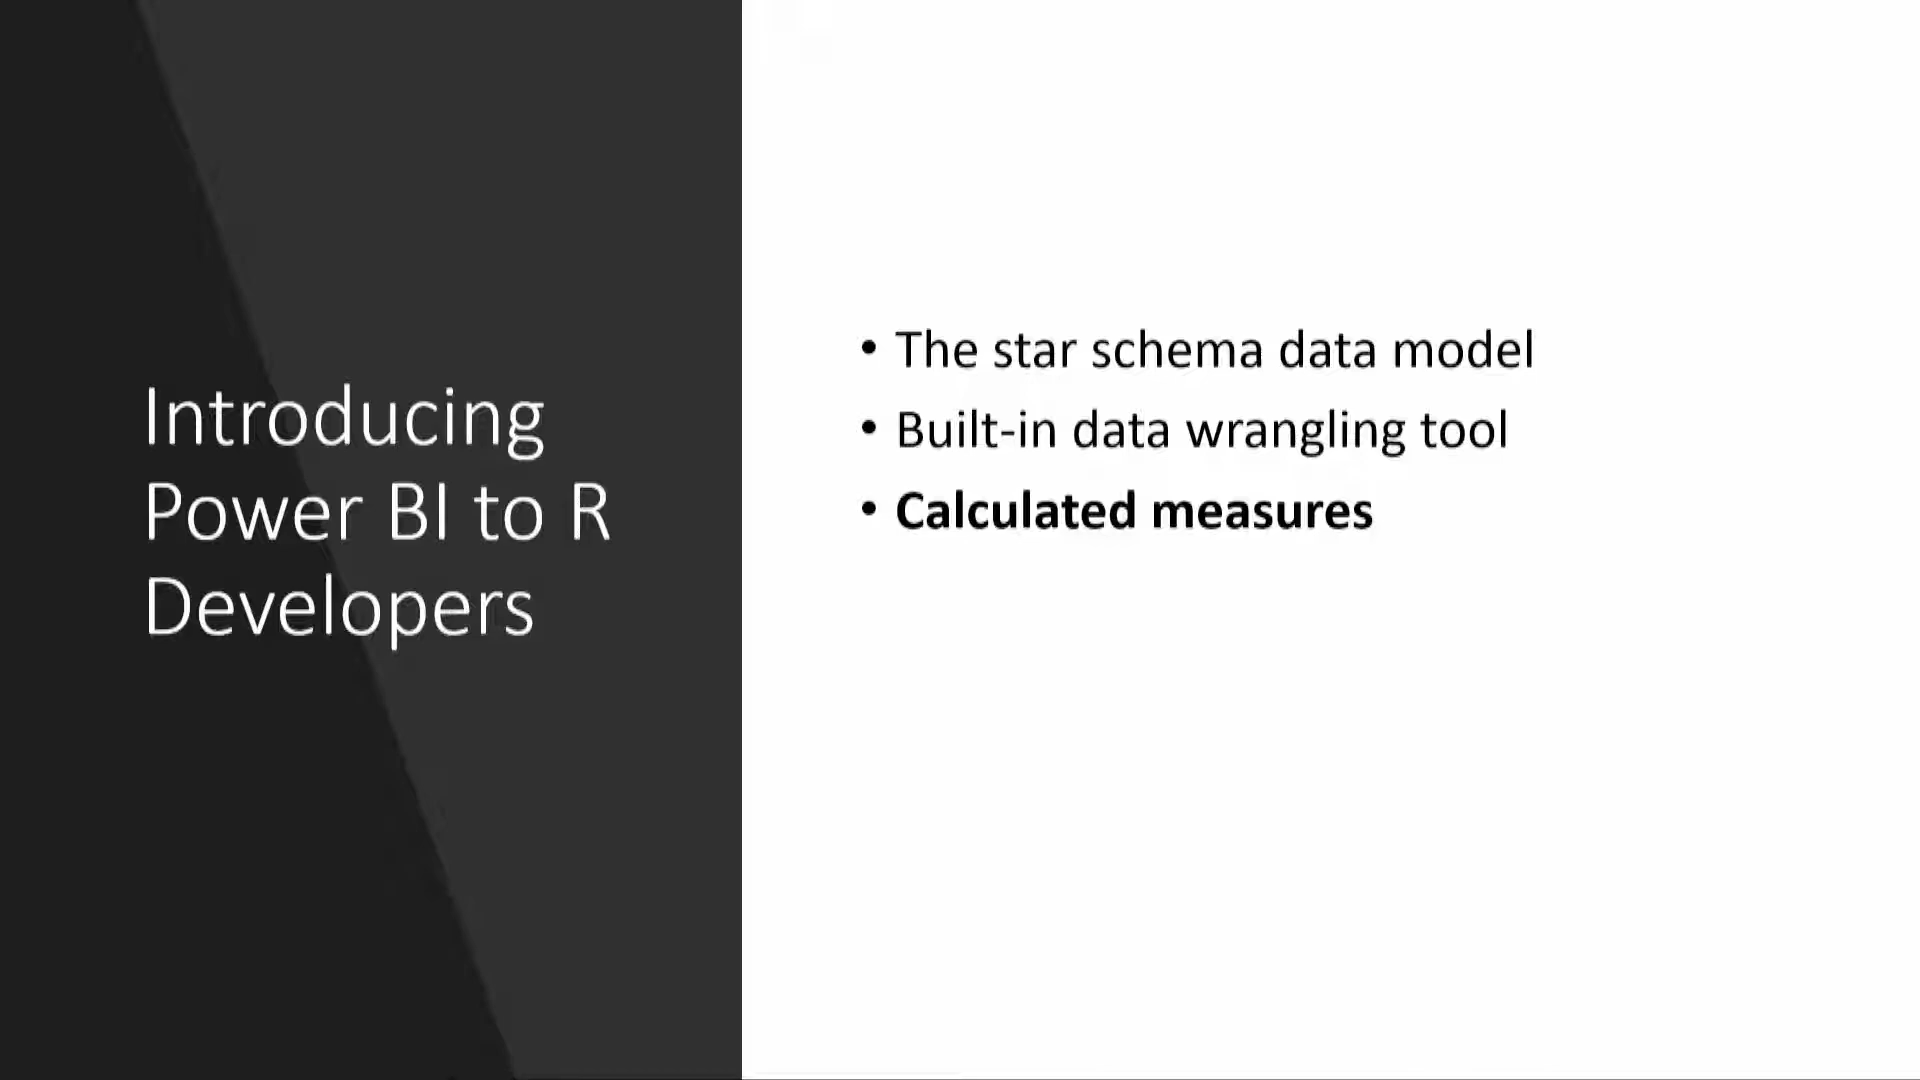 Introducing
Power BI to R
Developers
• The star schema data model
• Built-in data wrangling tool
• Calculated measures